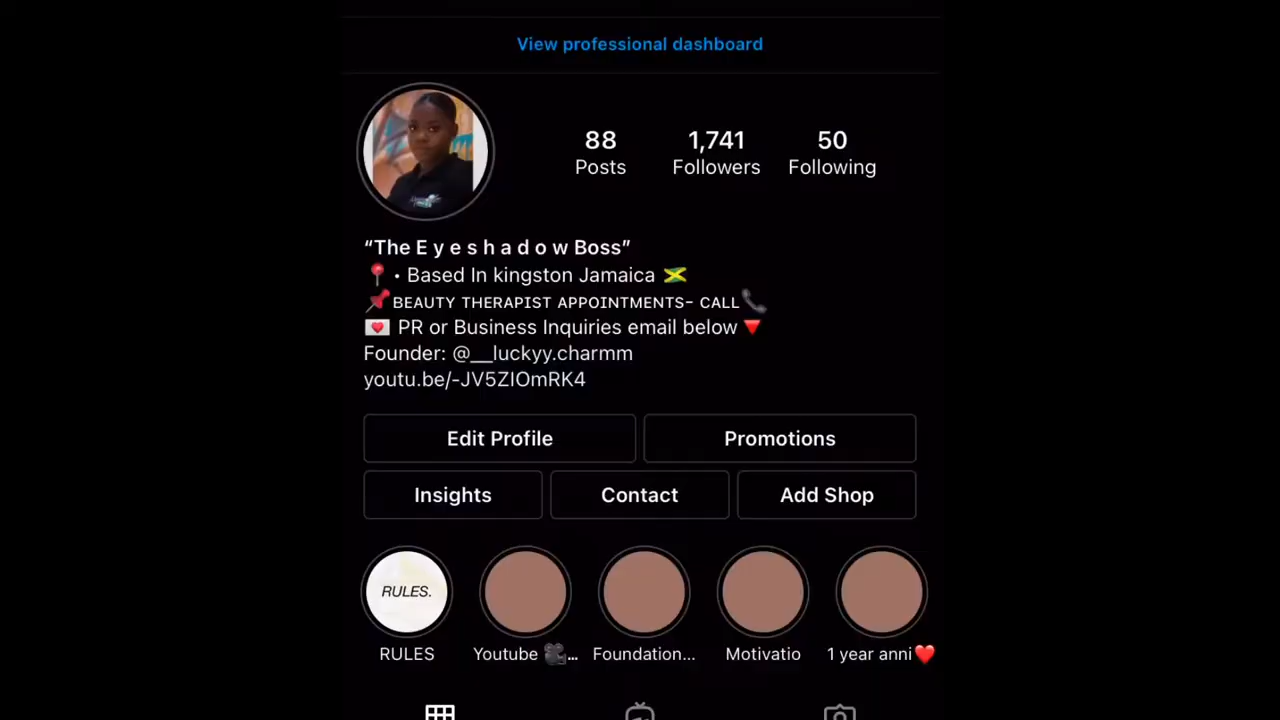 View professional dashboard
88 1,741 50
Posts Followers Following
“The E y e s h a d o w Boss”
📍• Based In kingston Jamaica 🇯🇲
📌ʙᴇᴀᴜᴛʏ ᴛʜᴇʀᴀᴘɪsᴛ ᴀᴘᴘᴏɪɴᴛᴍᴇɴᴛs- ᴄᴀʟʟ📞
💌 PR or Business Inquiries email below 🔻
Founder: @__luckyy.charmm
youtu.be/-JV5ZIOmRK4
Edit Profile Promotions
Insights Contact Add Shop
RULES.
RULES Youtube 🎥... Foundation... Motivatio 1 year anni❤️